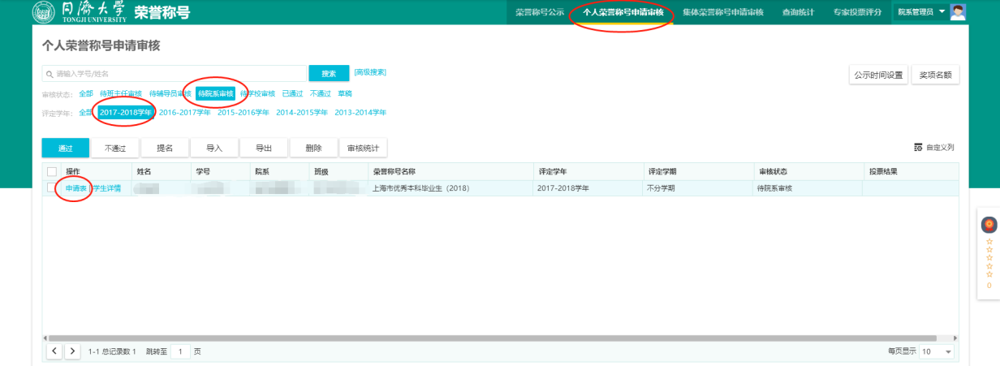 同济大学 荣誉称号 荣誉称号公示 个人荣誉称号申请审核 集体荣誉称号申请审核 查询统计 专家投票评分 院系管理员
TONGJI UNIVERSITY
个人荣誉称号申请审核
请输入学号/姓名 搜索 [高级搜索] 公示时间设置 奖项名额
审核状态: 全部 待班主任审核 待辅导员审核 待院系审核 待学校审核 已通过 不通过 草稿
评定学年: 全部 2017-2018学年 2016-2017学年 2015-2016学年 2014-2015学年 2013-2014学年
通过 不通过 提名 导入 导出 删除 审核统计 自定义列
操作 姓名 学号 院系 班级 荣誉称号名称 评定学年 评定学期 审核状态 投票结果
申请表 | 学生详情 上海市优秀本科毕业生（2018） 2017-2018学年 不分学期 待院系审核
0
1-1 总记录数 1 跳转至 1 页 每页显示 10